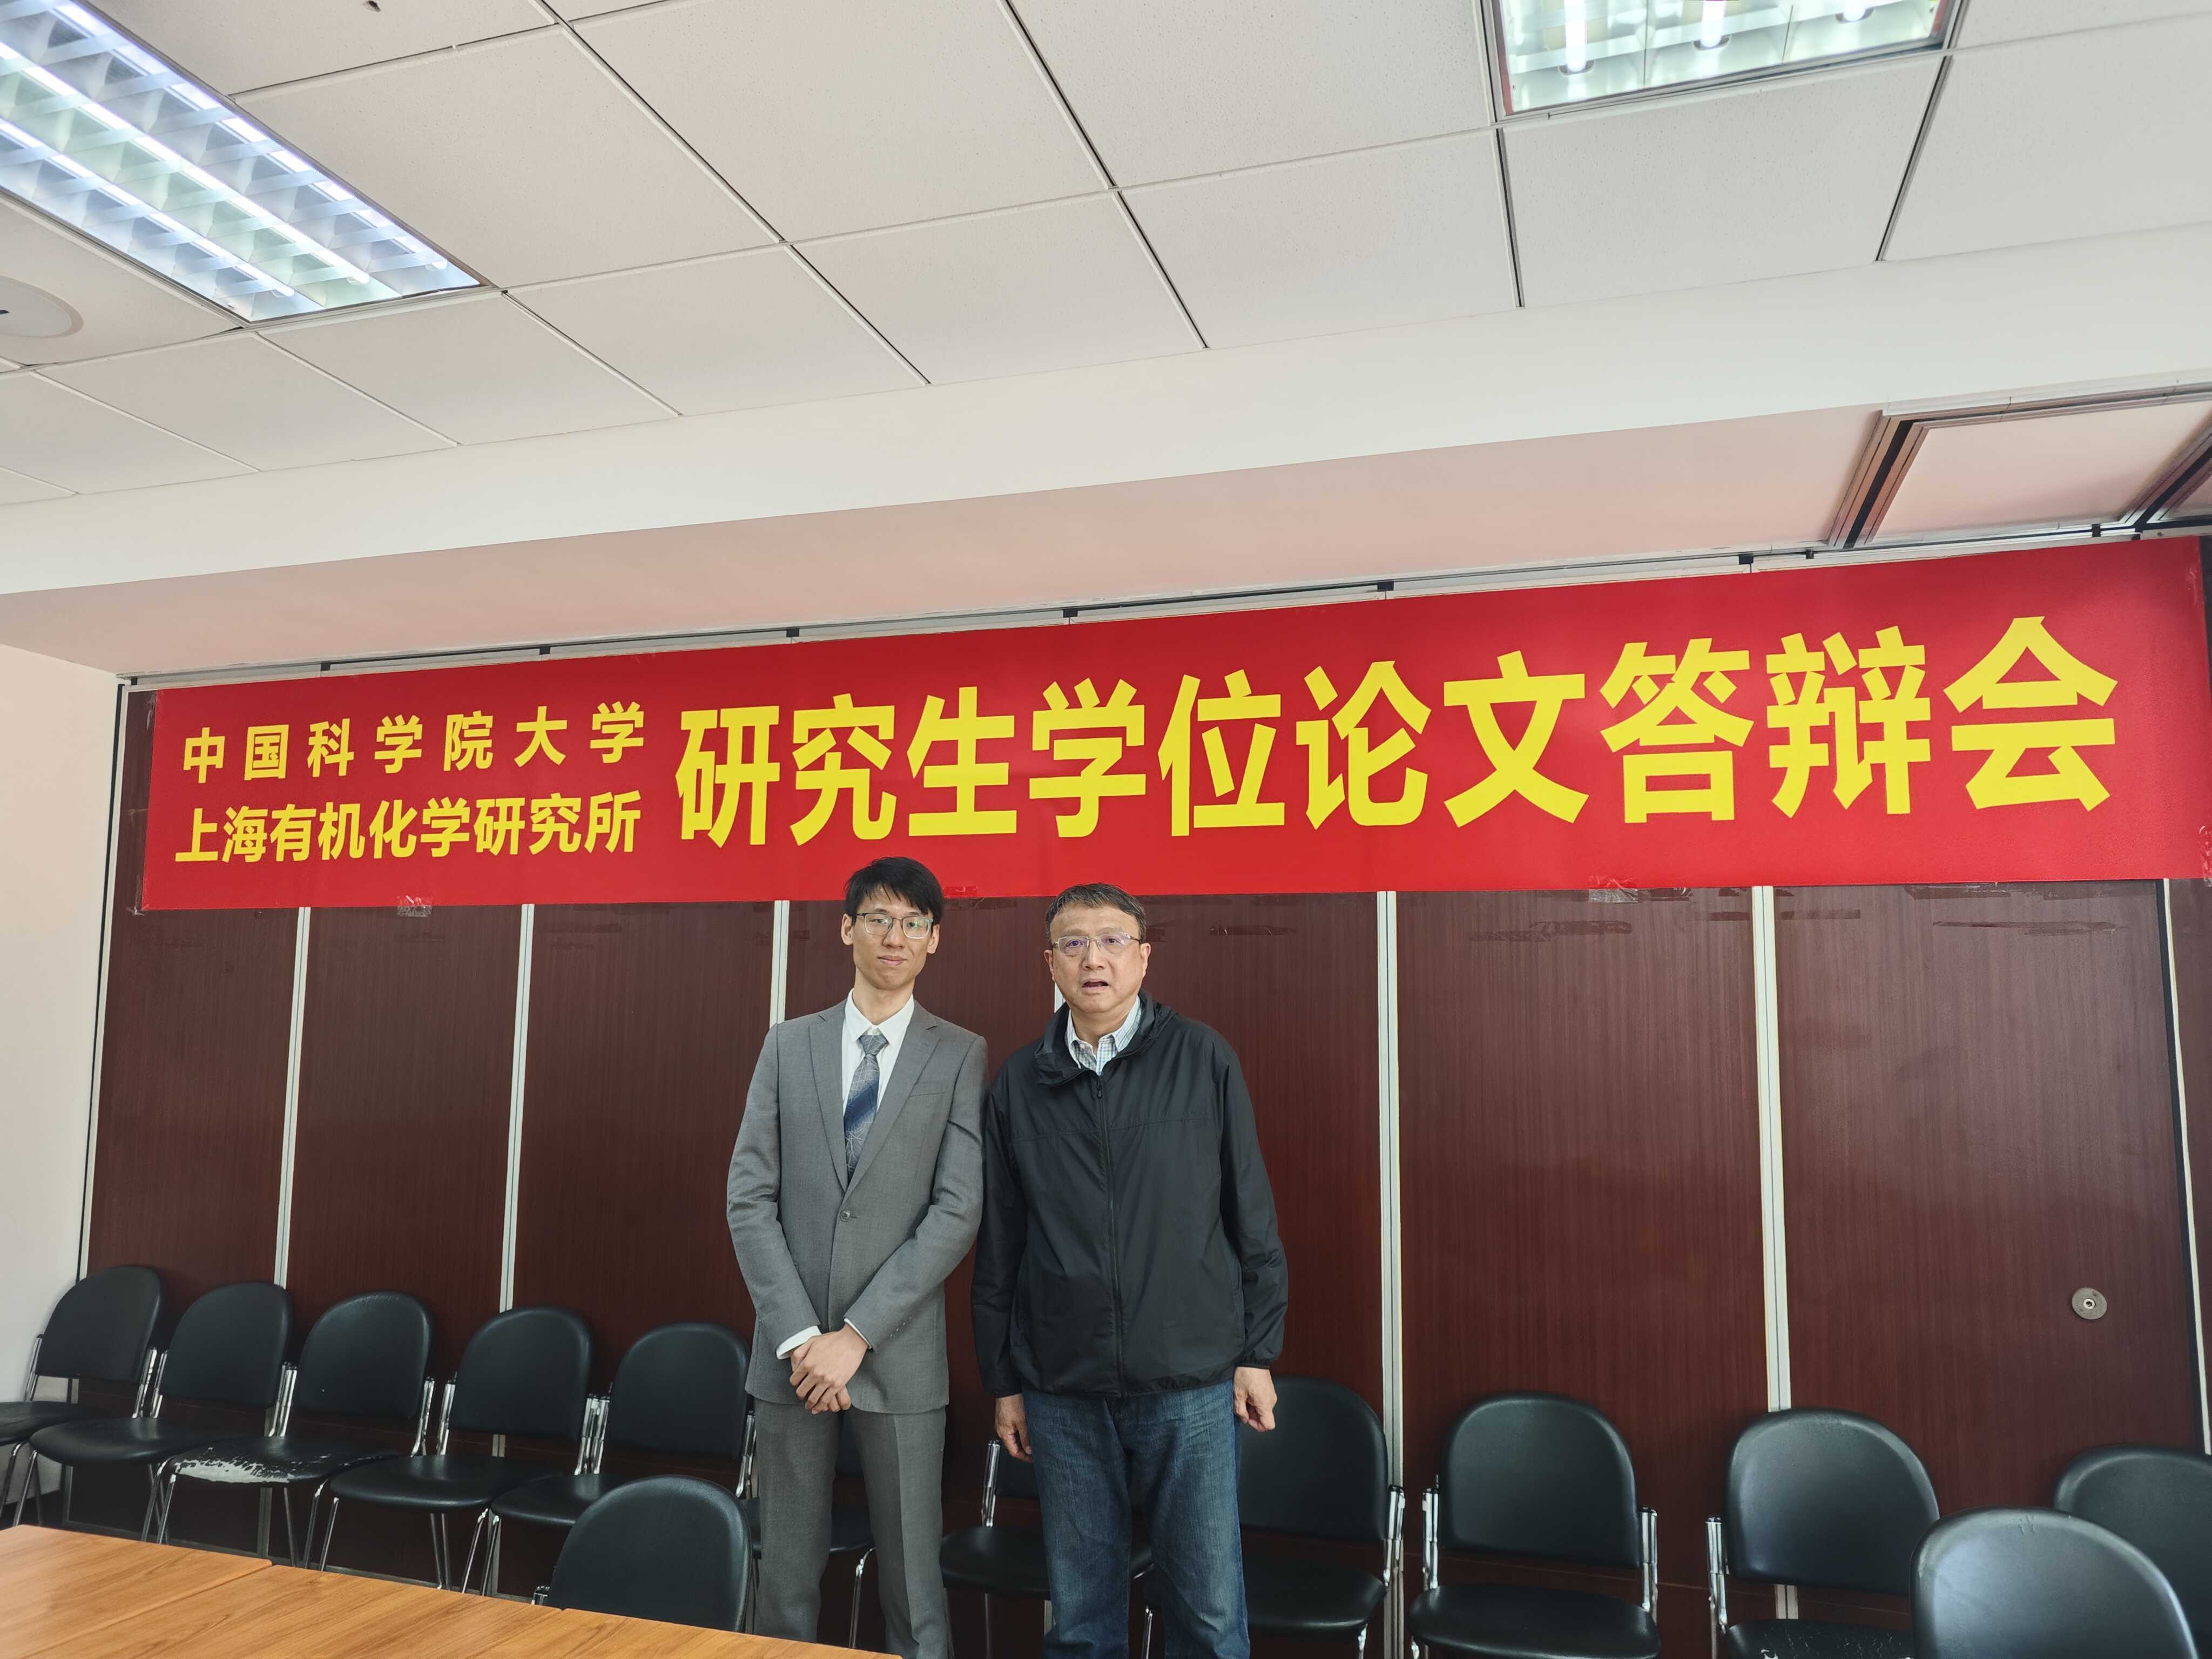 中国科学院大学
上海有机化学研究所
研究生学位论文答辩会